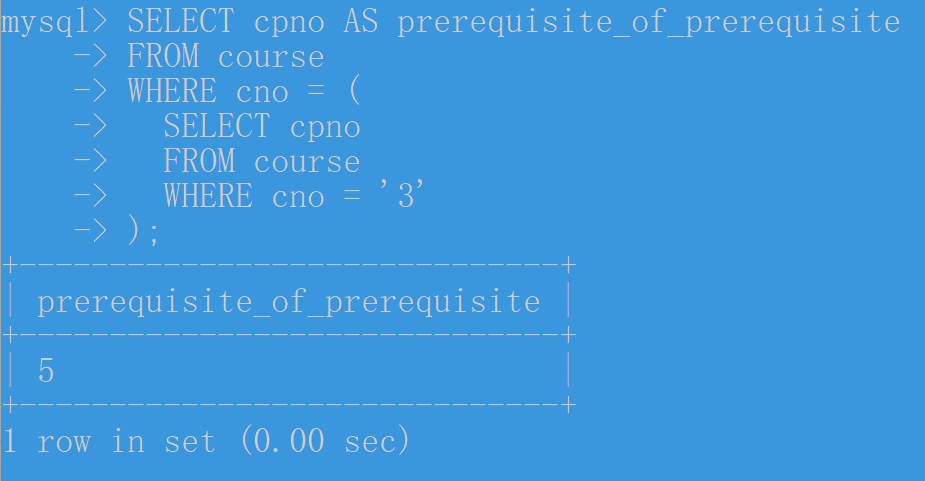 mysql> SELECT cpno AS prerequisite_of_prerequisite
    -> FROM course
    -> WHERE cno = (
    ->   SELECT cpno
    ->   FROM course
    ->   WHERE cno = '3'
    -> );
+------------------------------+
| prerequisite_of_prerequisite |
+------------------------------+
| 5                            |
+------------------------------+
1 row in set (0.00 sec)